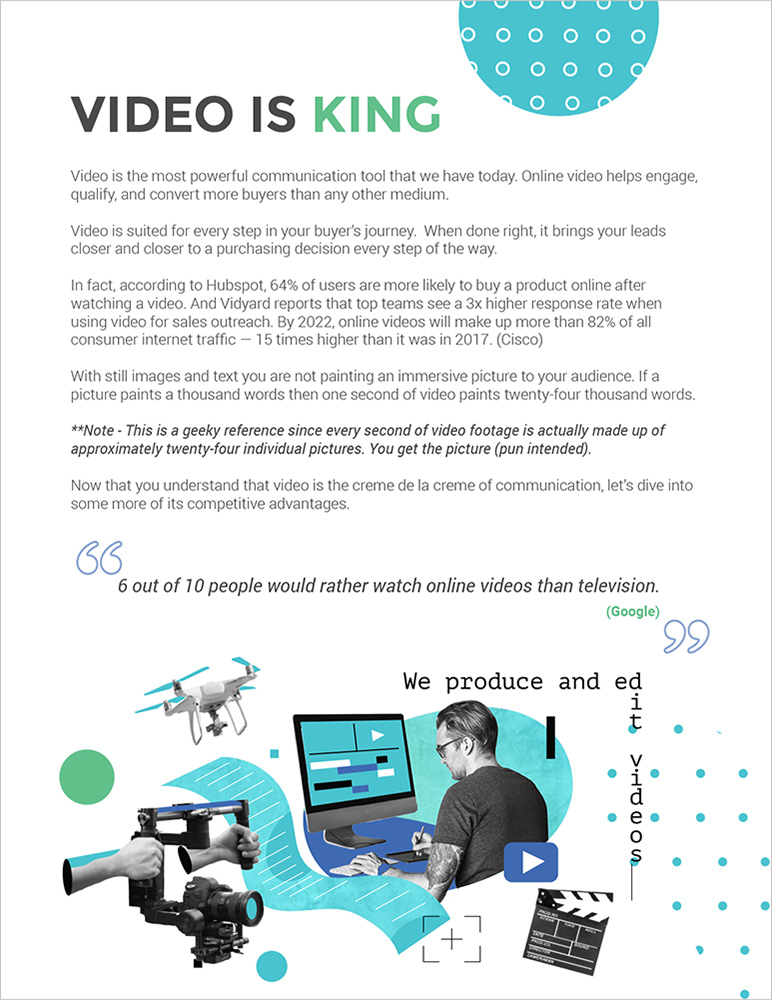 VIDEO IS KING
Video is the most powerful communication tool that we have today. Online video helps engage,
qualify, and convert more buyers than any other medium.
Video is suited for every step in your buyer's journey.  When done right, it brings your leads
closer and closer to a purchasing decision every step of the way.
In fact, according to Hubspot, 64% of users are more likely to buy a product online after
watching a video. And Vidyard reports that top teams see a 3x higher response rate when
using video for sales outreach. By 2022, online videos will make up more than 82% of all
consumer internet traffic — 15 times higher than it was in 2017. (Cisco)
With still images and text you are not painting an immersive picture to your audience. If a
picture paints a thousand words then one second of video paints twenty-four thousand words.
**Note - This is a geeky reference since every second of video footage is actually made up of
approximately twenty-four individual pictures. You get the picture (pun intended).
Now that you understand that video is the creme de la creme of communication, let's dive into
some more of its competitive advantages.
“
6 out of 10 people would rather watch online videos than television.
(Google)
”
We produce and edit videos
PROD.NO.
SCENE TAKE ROLL
DATE SOUND
PROD.CO.
DIRECTOR
CAMERAMAN